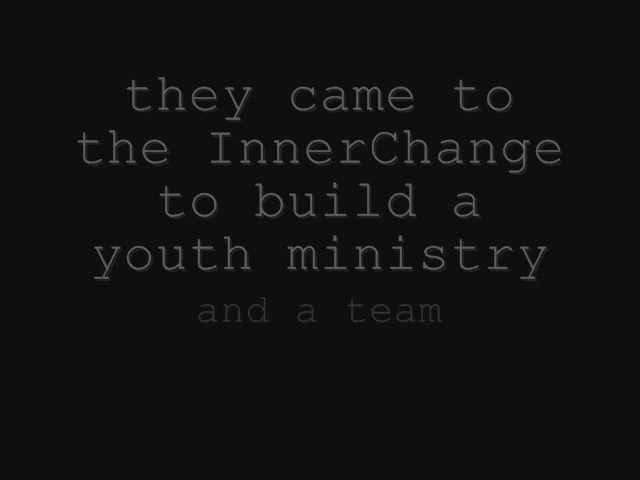 they came to
the InnerChange
to build a
youth ministry
and a team